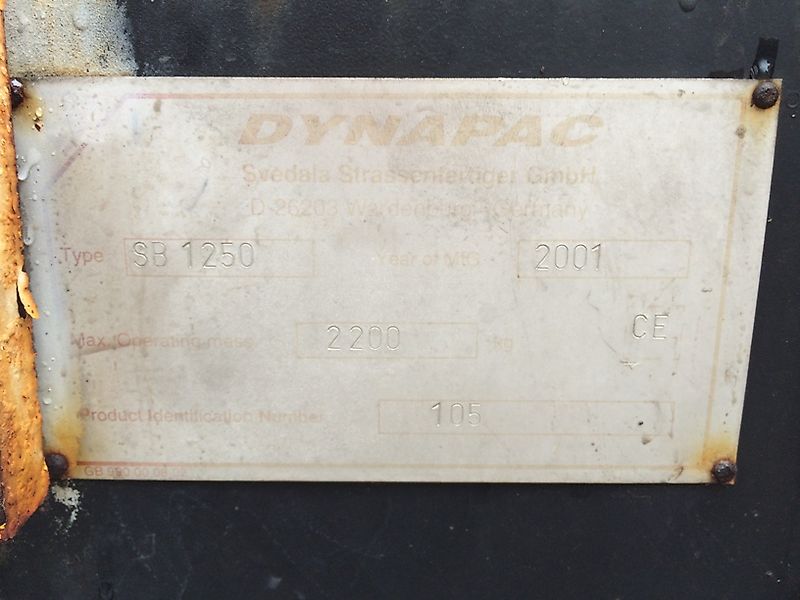 DYNAPAC
Svedala Strassenfertiger GmbH
D-26203 Wardenburg - Germany
Type SB 1250 Year of MfG 2001
Max. Operating mass 2200 kg CE
Product Identification Number 105